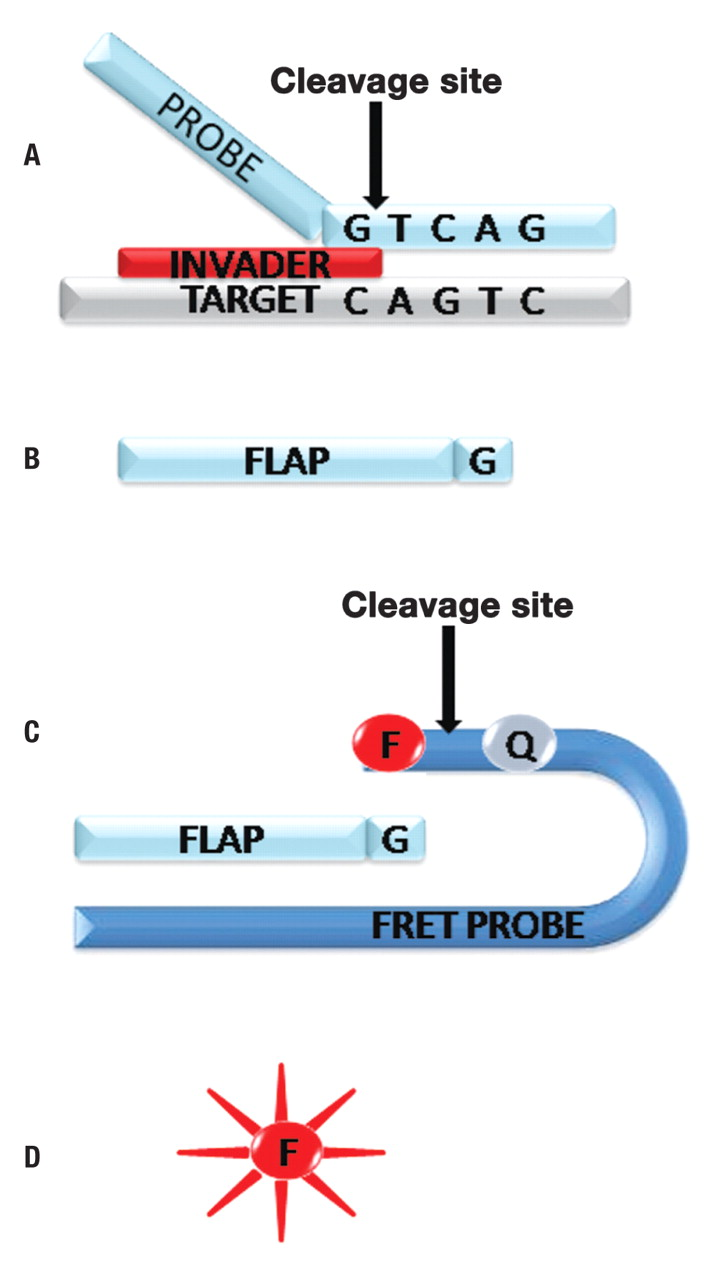 Cleavage site
A
PROBE
G T C A G
INVADER
TARGET C A G T C
B
FLAP G
Cleavage site
C
F Q
FLAP G
FRET PROBE
D
F